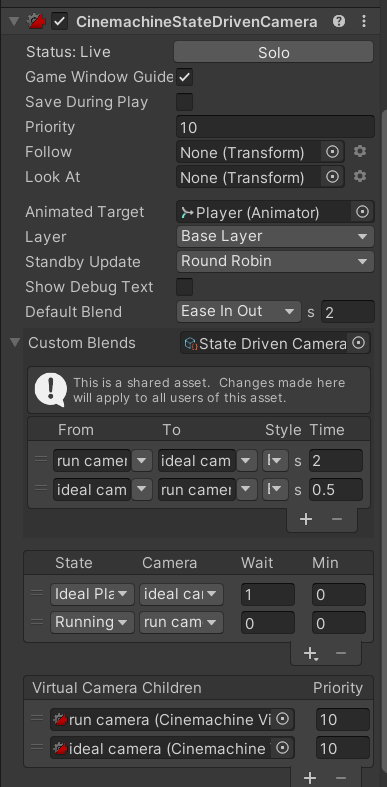 CinemachineStateDrivenCamera
Status: Live Solo
Game Window Guide
Save During Play
Priority 10
Follow None (Transform)
Look At None (Transform)
Animated Target Player (Animator)
Layer Base Layer
Standby Update Round Robin
Show Debug Text
Default Blend Ease In Out s 2
Custom Blends State Driven Camera
This is a shared asset. Changes made here
will apply to all users of this asset.
From To Style Time
run camer ideal cam s 2
ideal cam run camer s 0.5
+ −
State Camera Wait Min
Ideal Pla ideal ca 1 0
Running run cam 0 0
+ −
Virtual Camera Children Priority
run camera (Cinemachine Vi 10
ideal camera (Cinemachine 10
+ −